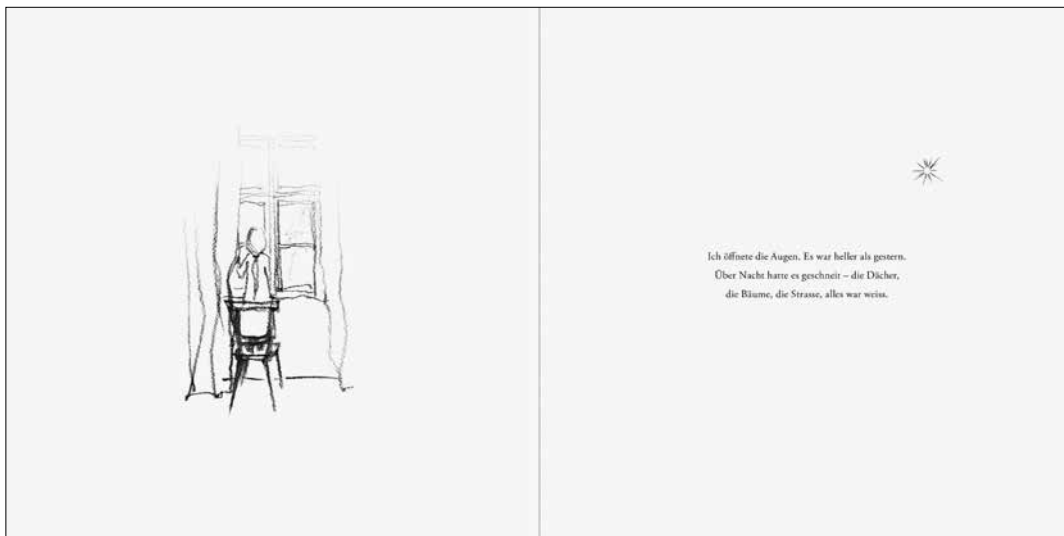 Ich öffnete die Augen. Es war heller als gestern.
Über Nacht hatte es geschneit – die Dächer,
die Bäume, die Strasse, alles war weiss.